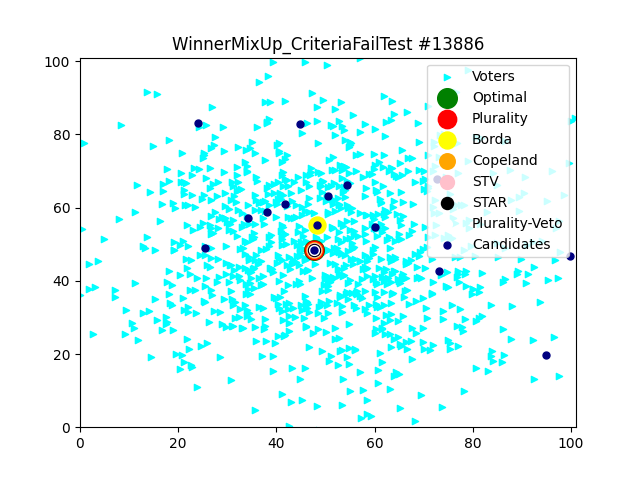 WinnerMixUp_CriteriaFailTest #13886
100
80
60
40
20
0
0 20 40 60 80 100
Voters
Optimal
Plurality
Borda
Copeland
STV
STAR
Plurality-Veto
Candidates